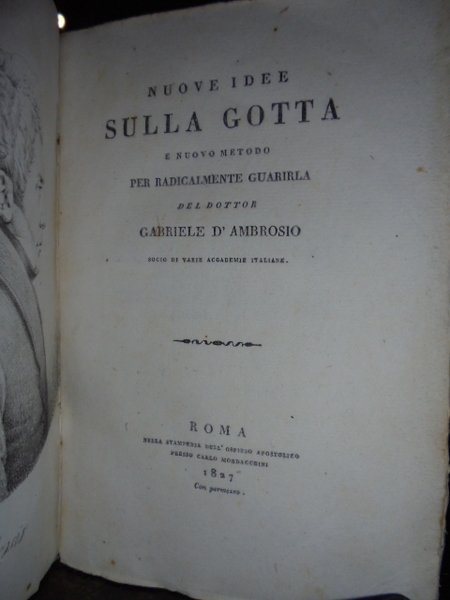 NUOVE IDEE
SULLA GOTTA
E NUOVO METODO
PER RADICALMENTE GUARIRLA
DEL DOTTOR
GABRIELE D' AMBROSIO
SOCIO DI VARIE ACCADEMIE ITALIANE.
ROMA
NELLA STAMPERIA DELL' OSPIZIO APOSTOLICO
PRESSO CARLO MORDACCHINI
1827
Con permesso.